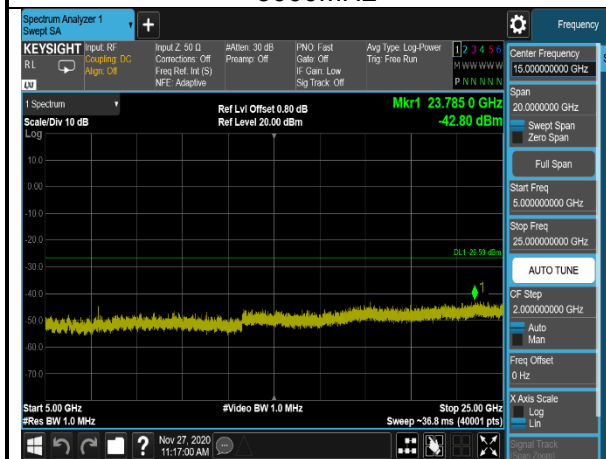 Spectrum Analyzer 1
Swept SA
Frequency
KEYSIGHT
RL
LXI
Input: RF
Coupling: DC
Align: Off
Input Z: 50 Ω
Corrections: Off
Freq Ref: Int (S)
NFE: Adaptive
#Atten: 30 dB
Preamp: Off
PNO: Fast
Gate: Off
IF Gain: Low
Sig Track: Off
Avg Type: Log-Power
Trig: Free Run
1 2 3 4 5 6
M W W W W W
P N N N N N
1 Spectrum
Scale/Div 10 dB
Log
Ref Lvl Offset 0.80 dB
Ref Level 20.00 dBm
Mkr1 23.785 0 GHz
-42.80 dBm
10.0
0.00
-10.0
-20.0
-30.0
-40.0
-50.0
-60.0
-70.0
DL1 -26.59 dBm
1
Start 5.00 GHz
#Res BW 1.0 MHz
#Video BW 1.0 MHz
Stop 25.00 GHz
Sweep ~36.8 ms (40001 pts)
Center Frequency
15.000000000 GHz
Span
20.0000000 GHz
Swept Span
Zero Span
Full Span
Start Freq
5.000000000 GHz
Stop Freq
25.000000000 GHz
AUTO TUNE
CF Step
2.000000000 GHz
Auto
Man
Freq Offset
0 Hz
X Axis Scale
Log
Lin
Signal Track
(Span Zoom)
?
Nov 27, 2020
11:17:00 AM